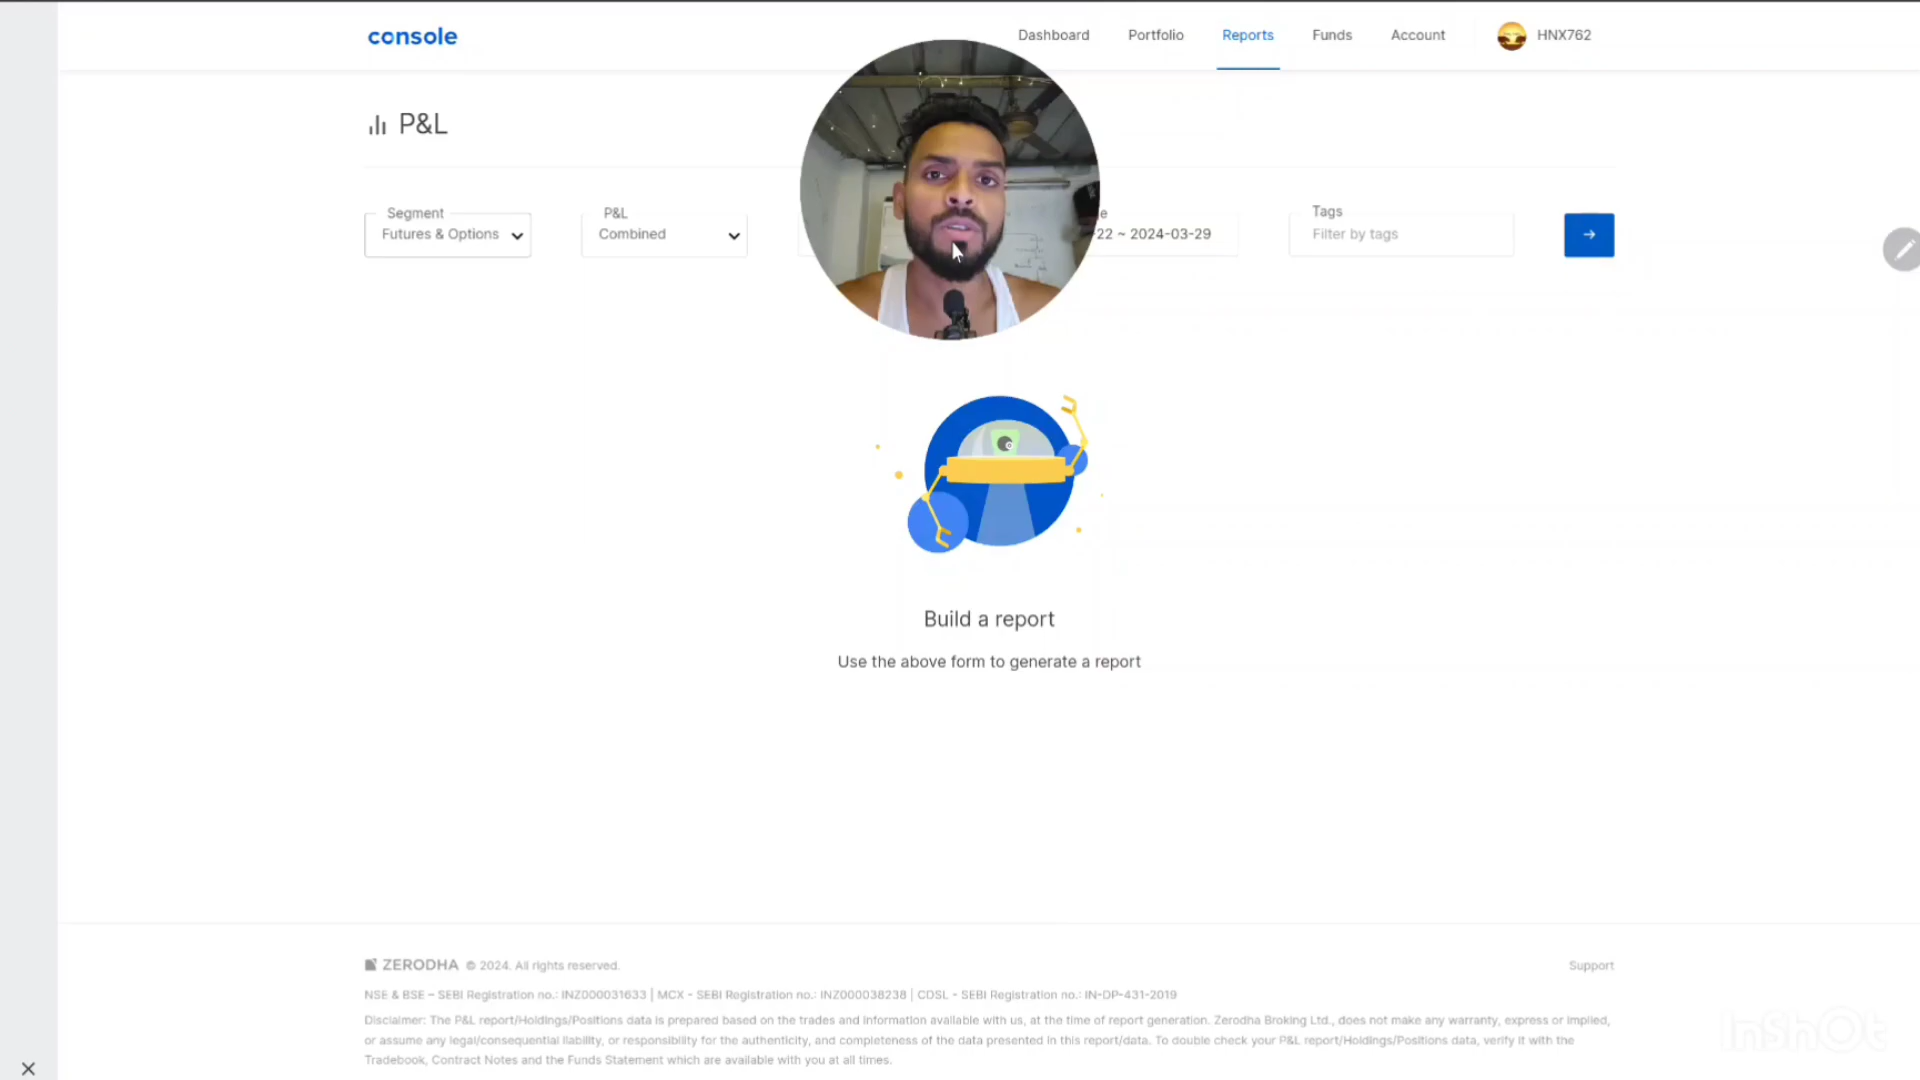 console
Dashboard Portfolio Reports Funds Account HNX762
P&L
Segment
Futures & Options
P&L
Combined
e
-22 ~ 2024-03-29
Tags
Filter by tags
Build a report
Use the above form to generate a report
ZERODHA © 2024. All rights reserved.
Support
NSE & BSE – SEBI Registration no.: INZ000031633 | MCX - SEBI Registration no.: INZ000038238 | CDSL - SEBI Registration no.: IN-DP-431-2019
Disclaimer: The P&L report/Holdings/Positions data is prepared based on the trades and information available with us, at the time of report generation. Zerodha Broking Ltd., does not make any warranty, express or implied,
or assume any legal/consequential liability, or responsibility for the authenticity, and completeness of the data presented in this report/data. To double check your P&L report/Holdings/Positions data, verify it with the
Tradebook, Contract Notes and the Funds Statement which are available with you at all times.
InShOt